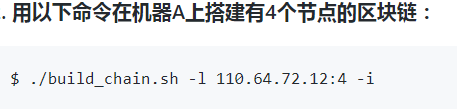 . 用以下命令在机器A上搭建有4个节点的区块链：
$ ./build_chain.sh -l 110.64.72.12:4 -i